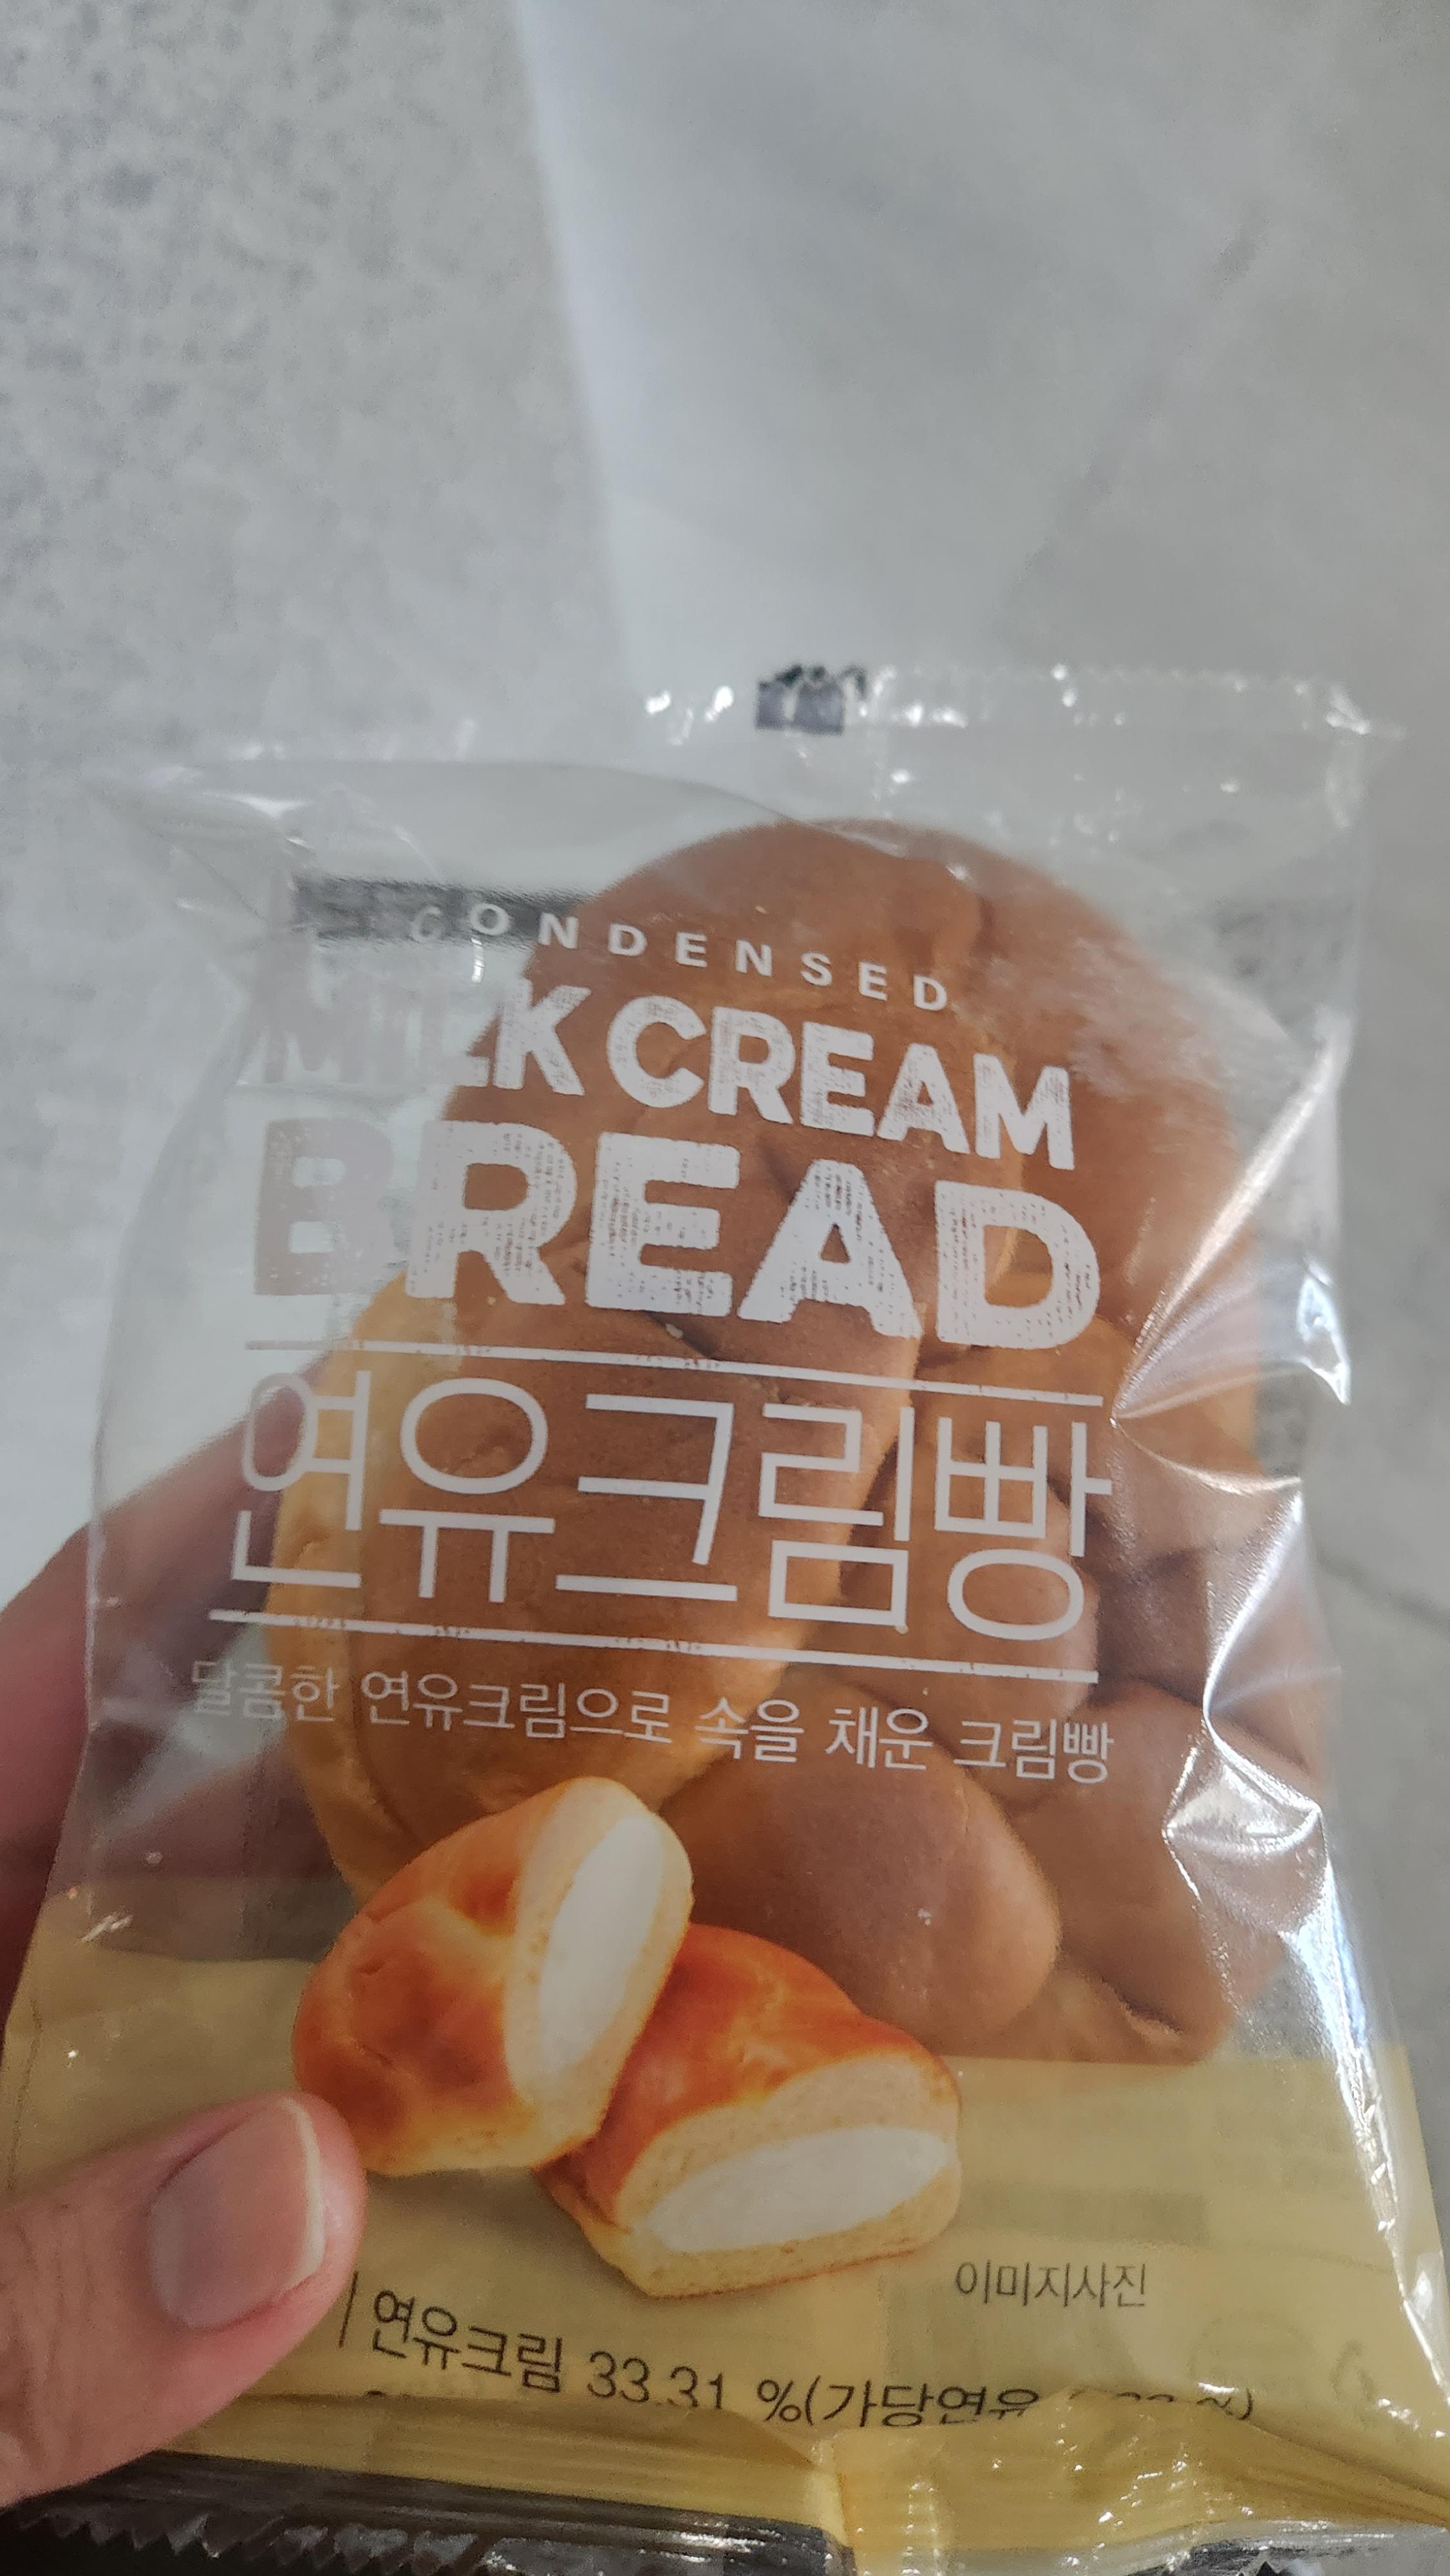 CONDENSED
MILK CREAM
BREAD
연유크림빵
달콤한 연유크림으로 속을 채운 크림빵
이미지사진
연유크림 33.31 %(가당연유